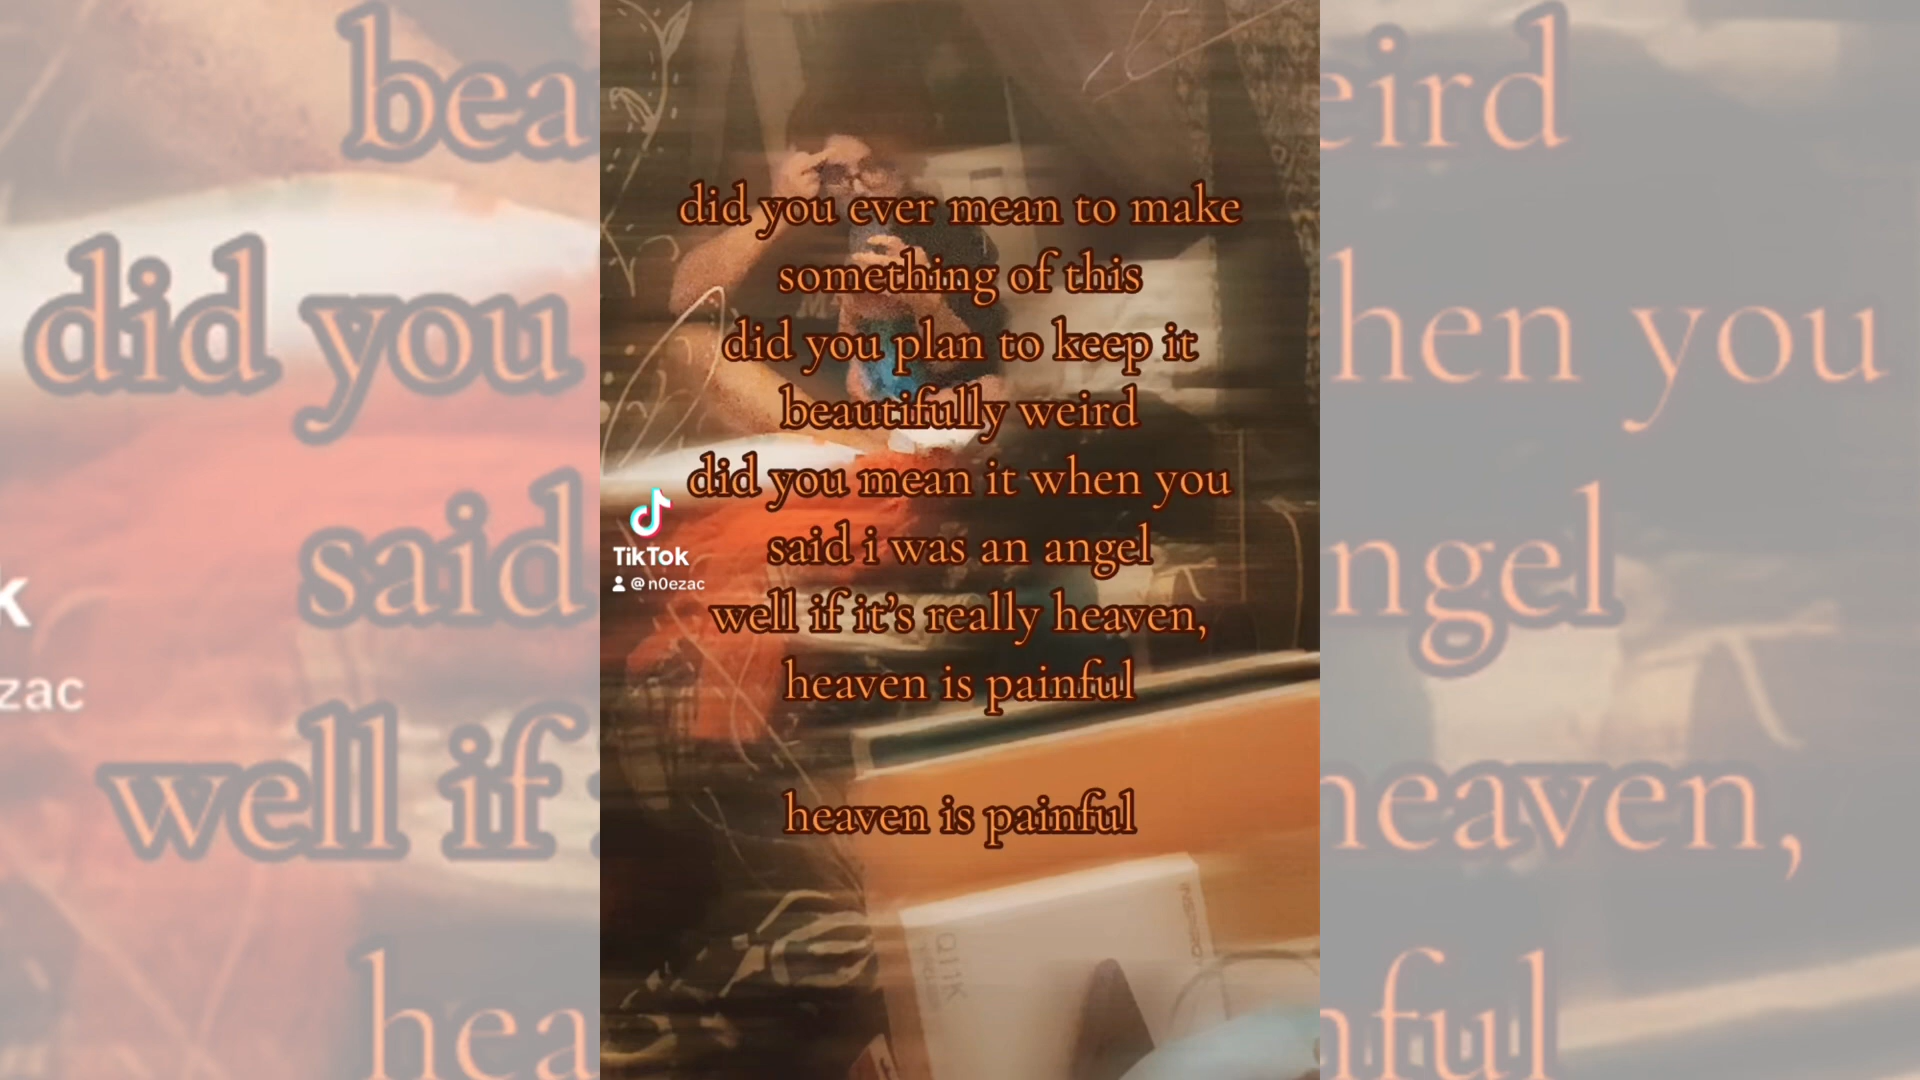 did you ever mean to make
something of this
did you plan to keep it
beautifully weird
did you mean it when you
said i was an angel
well if it's really heaven,
heaven is painful
heaven is painful
TikTok
@n0ezac